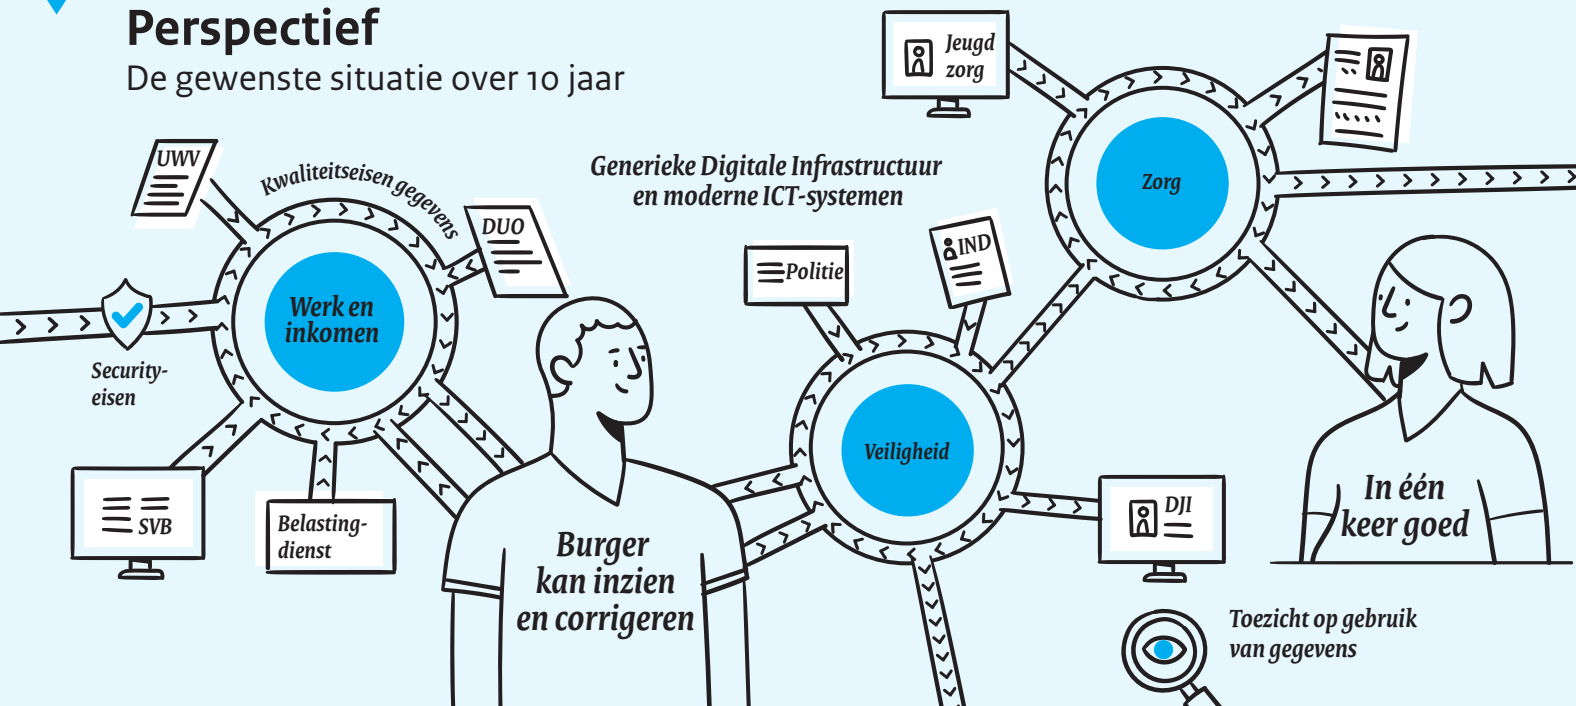 Perspectief
De gewenste situatie over 10 jaar
Jeugd
zorg
UWV
Kwaliteitseisen gegevens
Generieke Digitale Infrastructuur
en moderne ICT-systemen
Zorg
DUO
IND
Politie
Werk en
inkomen
Security-
eisen
Veiligheid
SVB
Belasting-
dienst
DJI
In één
keer goed
Burger
kan inzien
en corrigeren
Toezicht op gebruik
van gegevens